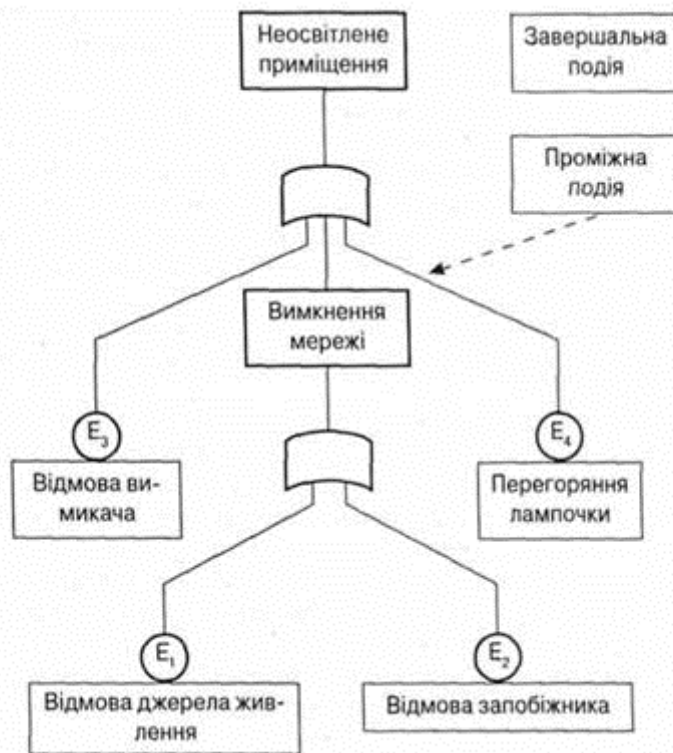 Неосвітлене
приміщення
Завершальна
подія
Проміжна
подія
Вимкнення
мережі
E₃
Відмова ви-
микача
E₄
Перегоряння
лампочки
E₁
Відмова джерела жив-
лення
E₂
Відмова запобіжника